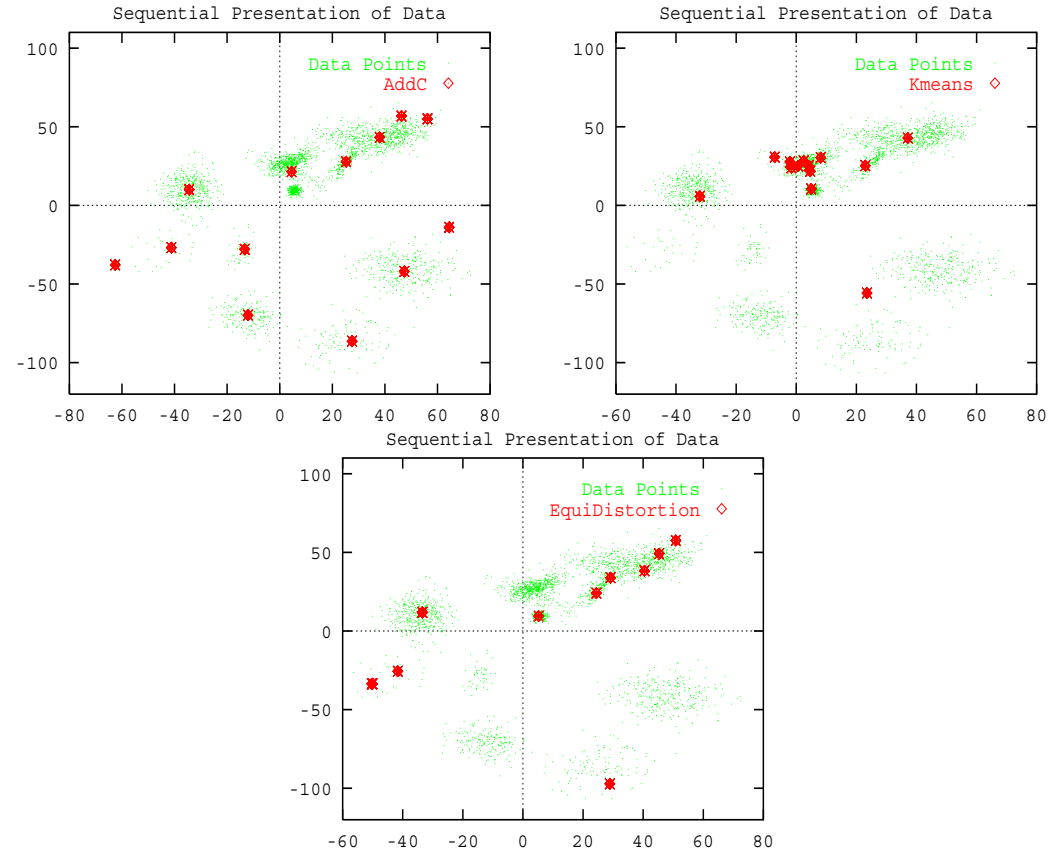 Sequential Presentation of Data
100
50
0
-50
-100
-80 -60 -40 -20 0 20 40 60 80
Data Points
AddC
Sequential Presentation of Data
100
50
0
-50
-100
-60 -40 -20 0 20 40 60 80
Data Points
Kmeans
Sequential Presentation of Data
100
50
0
-50
-100
-60 -40 -20 0 20 40 60 80
Data Points
EquiDistortion